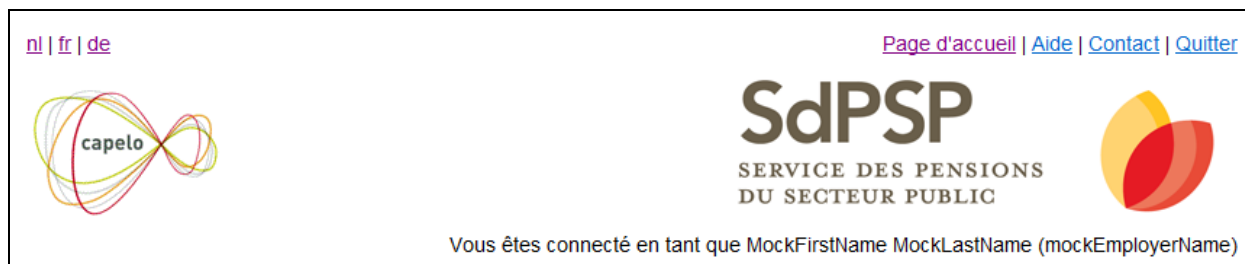 nl | fr | de
Page d'accueil | Aide | Contact | Quitter
capelo
SdPSP
SERVICE DES PENSIONS
DU SECTEUR PUBLIC
Vous êtes connecté en tant que MockFirstName MockLastName (mockEmployerName)